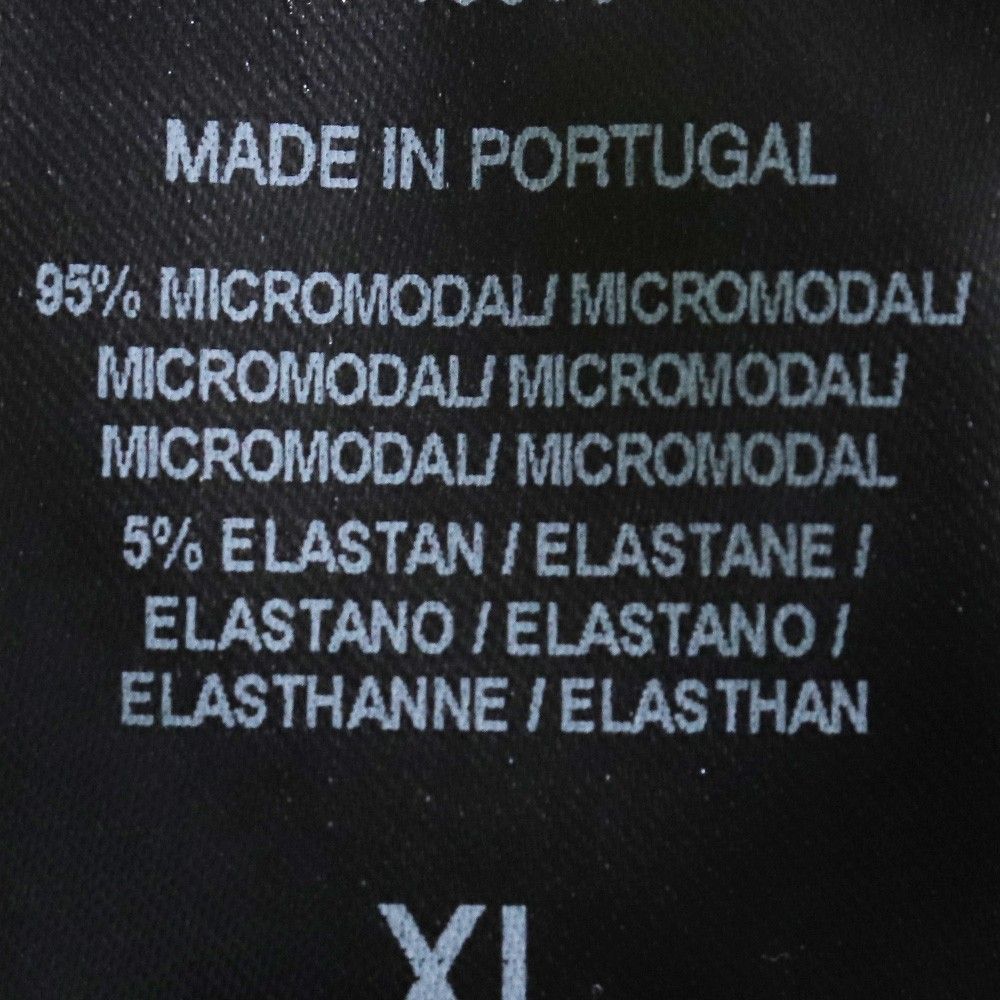 MADE IN PORTUGAL
95% MICROMODAL/ MICROMODAL/
MICROMODAL/ MICROMODAL/
MICROMODAL/ MICROMODAL
5% ELASTAN / ELASTANE /
ELASTANO / ELASTANO /
ELASTHANNE / ELASTHAN
XL